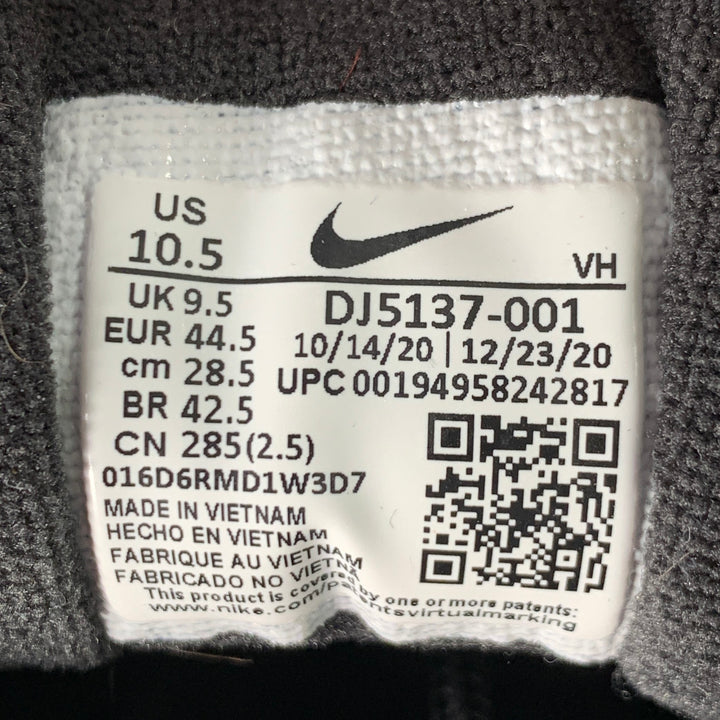 US
10.5
VH
UK 9.5
EUR 44.5
cm 28.5
BR 42.5
CN 285(2.5)
DJ5137-001
10/14/20 | 12/23/20
UPC 00194958242817
016D6RMD1W3D7
MADE IN VIETNAM
HECHO EN VIETNAM
FABRIQUE AU VIETNAM
FABRICADO NO VIETNAM
This product is covered by one or more patents:
www.nike.com/patentsvirtualmarking